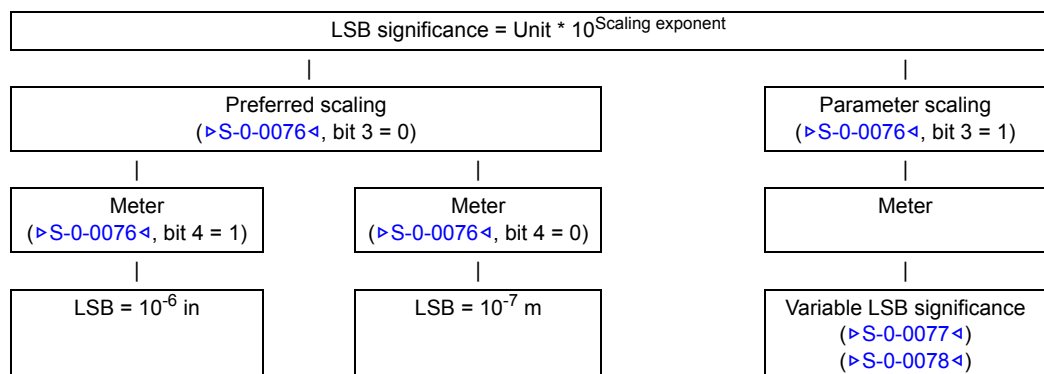 LSB significance = Unit * 10^Scaling exponent
|
|
Preferred scaling
(▹S-0-0076◃, bit 3 = 0)
Parameter scaling
(▹S-0-0076◃, bit 3 = 1)
|
|
|
Meter
(▹S-0-0076◃, bit 4 = 1)
Meter
(▹S-0-0076◃, bit 4 = 0)
Meter
|
|
|
LSB = 10^-6 in
LSB = 10^-7 m
Variable LSB significance
(▹S-0-0077◃)
(▹S-0-0078◃)